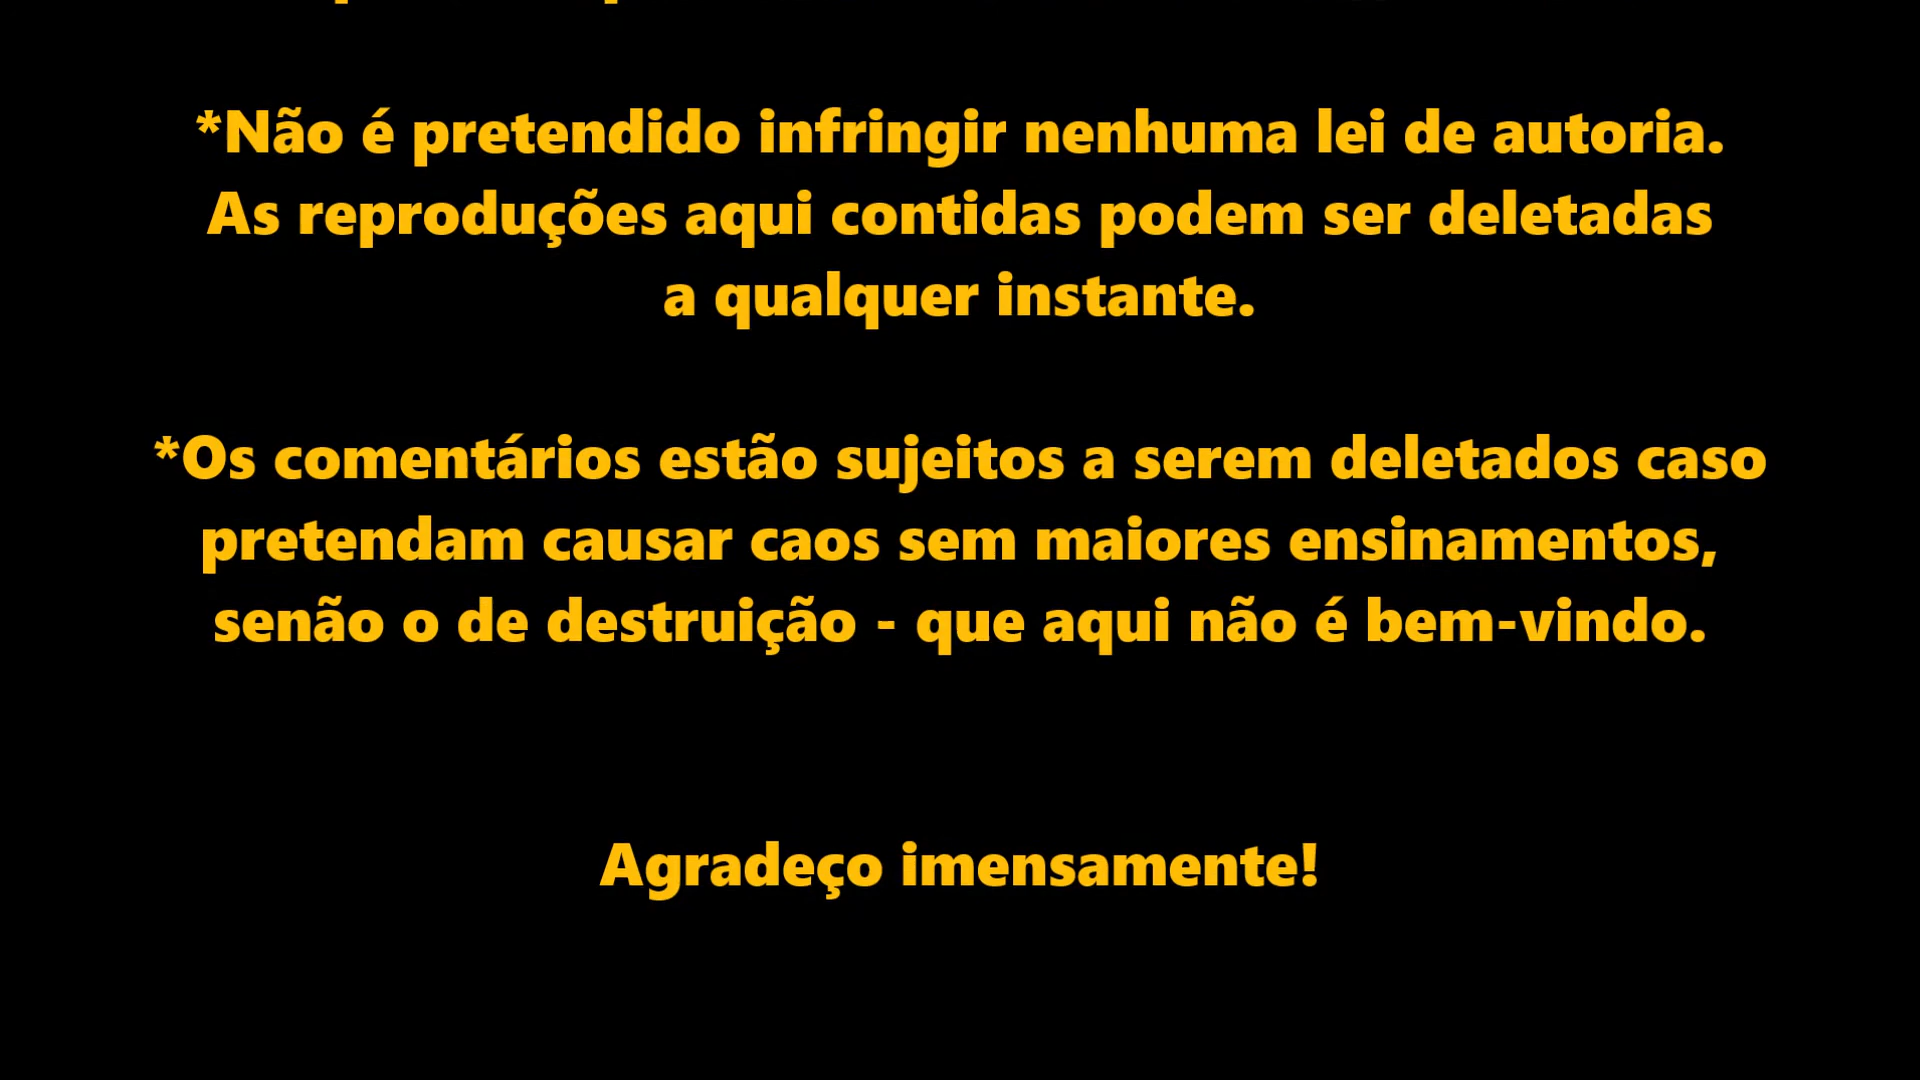 *Não é pretendido infringir nenhuma lei de autoria.
As reproduções aqui contidas podem ser deletadas
a qualquer instante.
*Os comentários estão sujeitos a serem deletados caso
pretendam causar caos sem maiores ensinamentos,
senão o de destruição - que aqui não é bem-vindo.
Agradeço imensamente!